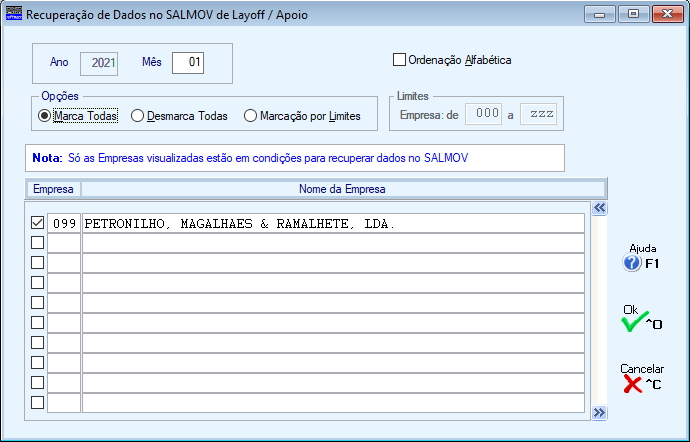 Recuperação de Dados no SALMOV de Layoff / Apoio
Ano 2021 Mês 01
Ordenação Alfabética
Opções
Marca Todas Desmarca Todas Marcação por Limites
Limites
Empresa: de 000 a zzz
Nota: Só as Empresas visualizadas estão em condições para recuperar dados no SALMOV
Empresa Nome da Empresa
099 PETRONILHO, MAGALHAES & RAMALHETE, LDA.
Ajuda
F1
Ok
^O
Cancelar
^C